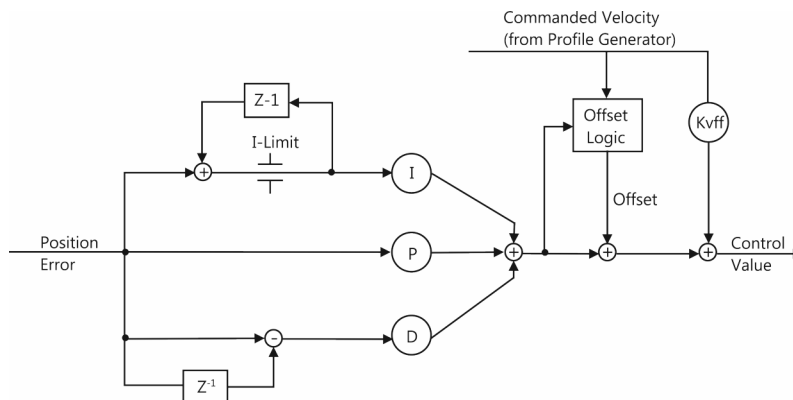 Commanded Velocity
(from Profile Generator)
Z-1
I-Limit
Offset
Logic
Kvff
+
I
Offset
Position
Error
P
+
+
+
Control
Value
-
D
Z-1